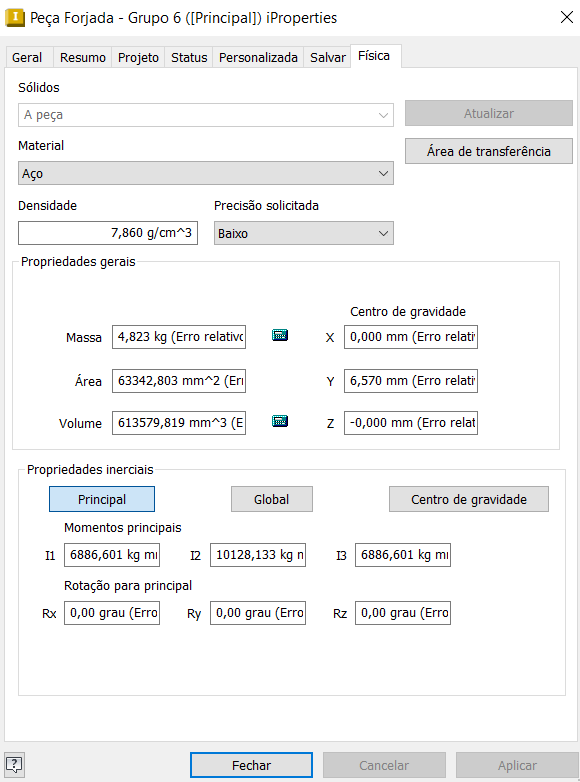 I Peça Forjada - Grupo 6 ([Principal]) iProperties
Geral Resumo Projeto Status Personalizada Salvar Física
Sólidos
A peça
Atualizar
Material
Área de transferência
Aço
Densidade Precisão solicitada
7,860 g/cm^3 Baixo
Propriedades gerais
Centro de gravidade
Massa 4,823 kg (Erro relativo X 0,000 mm (Erro relati
Área 63342,803 mm^2 (Er Y 6,570 mm (Erro relati
Volume 613579,819 mm^3 (E Z -0,000 mm (Erro relat
Propriedades inerciais
Principal Global Centro de gravidade
Momentos principais
I1 6886,601 kg m I2 10128,133 kg n I3 6886,601 kg m
Rotação para principal
Rx 0,00 grau (Erro Ry 0,00 grau (Erro Rz 0,00 grau (Erro
? Fechar Cancelar Aplicar